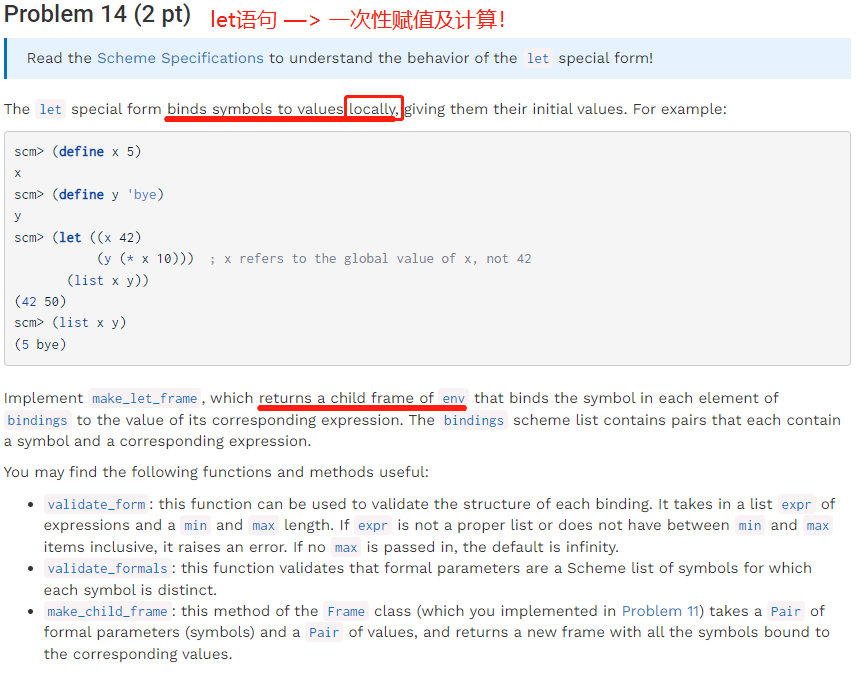 Problem 14 (2 pt) let语句 —> 一次性赋值及计算!
Read the Scheme Specifications to understand the behavior of the let special form!
The let special form binds symbols to values locally, giving them their initial values. For example:
scm> (define x 5)
x
scm> (define y 'bye)
y
scm> (let ((x 42)
(y (* x 10))) ; x refers to the global value of x, not 42
(list x y))
(42 50)
scm> (list x y)
(5 bye)
Implement make_let_frame, which returns a child frame of env that binds the symbol in each element of
bindings to the value of its corresponding expression. The bindings scheme list contains pairs that each contain
a symbol and a corresponding expression.
You may find the following functions and methods useful:
• validate_form: this function can be used to validate the structure of each binding. It takes in a list expr of
expressions and a min and max length. If expr is not a proper list or does not have between min and max
items inclusive, it raises an error. If no max is passed in, the default is infinity.
• validate_formals: this function validates that formal parameters are a Scheme list of symbols for which
each symbol is distinct.
• make_child_frame: this method of the Frame class (which you implemented in Problem 11) takes a Pair of
formal parameters (symbols) and a Pair of values, and returns a new frame with all the symbols bound to
the corresponding values.